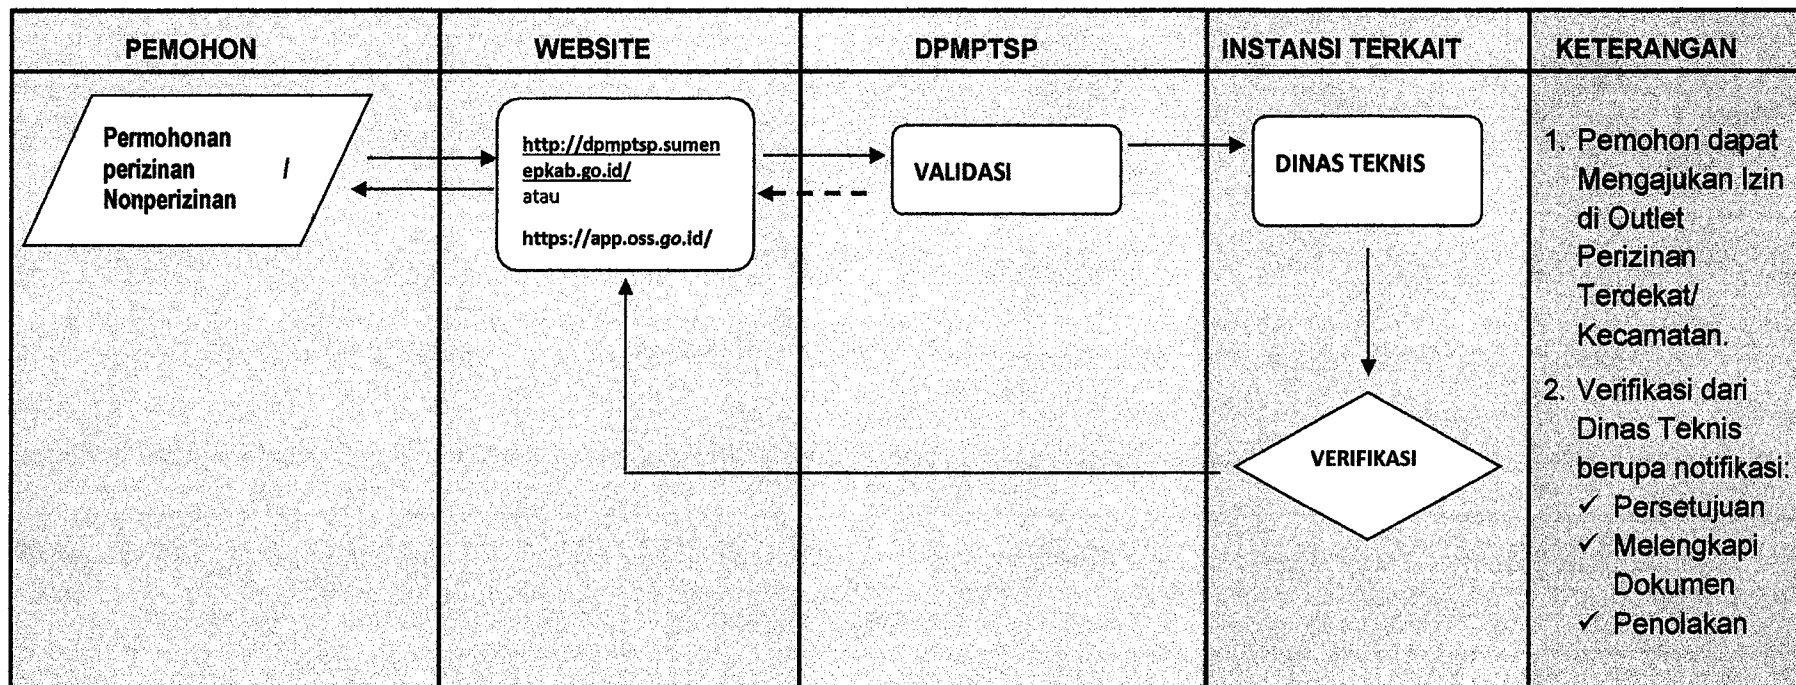 PEMOHON
WEBSITE
DPMPTSP
INSTANSI TERKAIT
KETERANGAN
Permohonan
perizinan /
Nonperizinan
http://dpmptsp.sumen
epkab.go.id/
atau
https://app.oss.go.id/
VALIDASI
DINAS TEKNIS
VERIFIKASI
1. Pemohon dapat
Mengajukan Izin
di Outlet
Perizinan
Terdekat/
Kecamatan.
2. Verifikasi dari
Dinas Teknis
berupa notifikasi:
✓ Persetujuan
✓ Melengkapi
Dokumen
✓ Penolakan